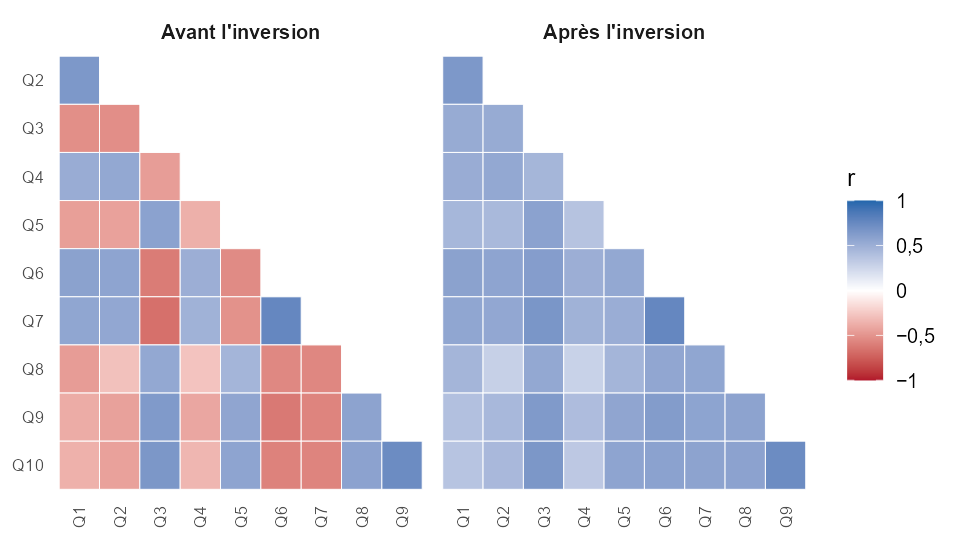 Avant l'inversion
Après l'inversion
Q2
Q3
Q4
Q5
Q6
Q7
Q8
Q9
Q10
Q1 Q2 Q3 Q4 Q5 Q6 Q7 Q8 Q9
Q1 Q2 Q3 Q4 Q5 Q6 Q7 Q8 Q9
r
1
0,5
0
−0,5
−1